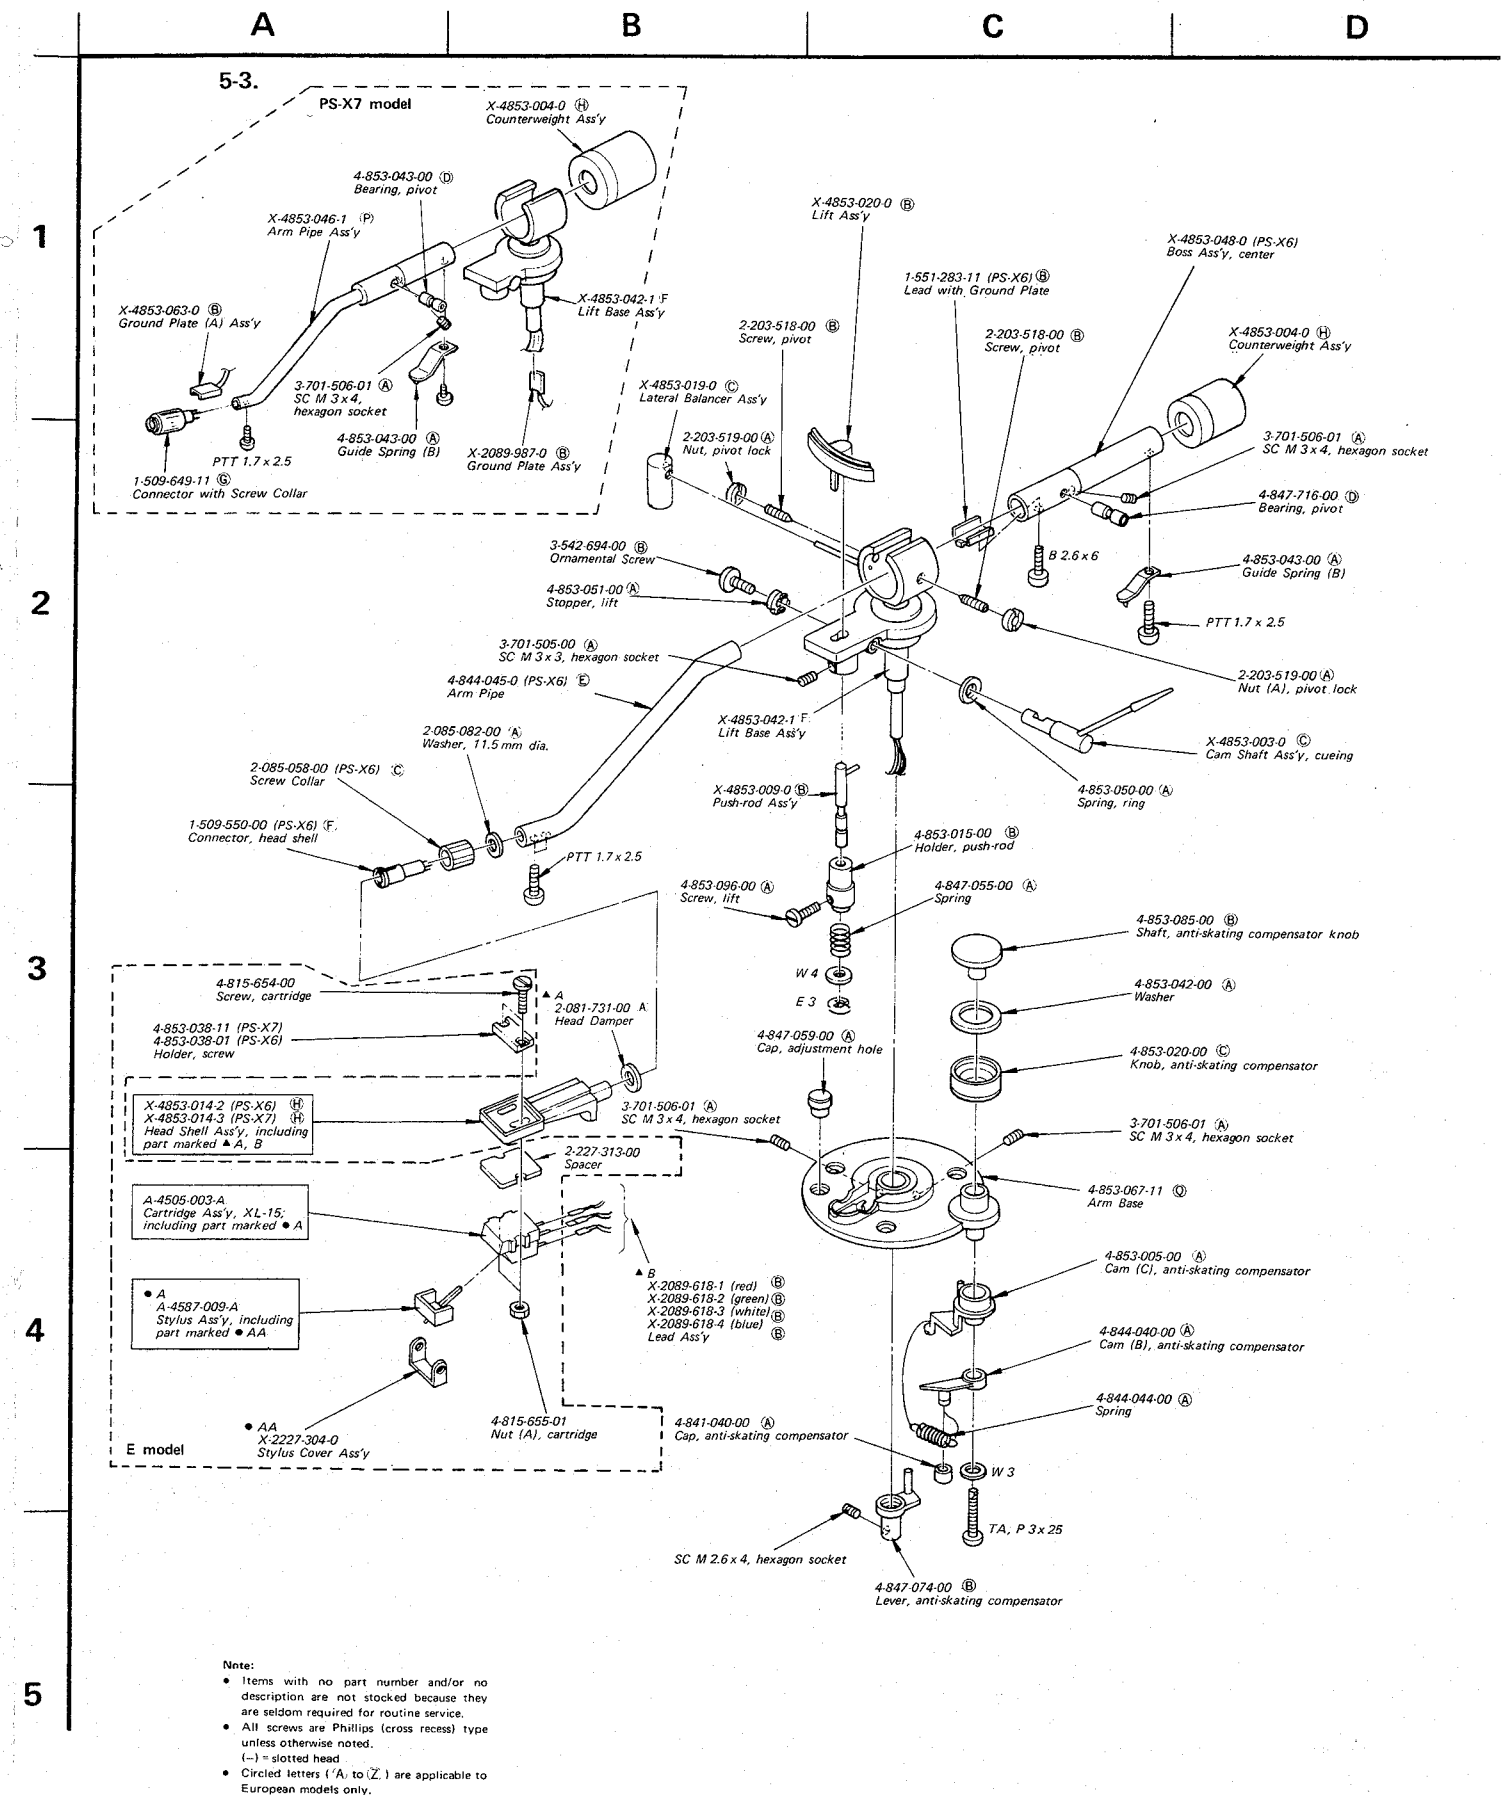 A
B
C
D
1
2
3
4
5
5-3.
PS-X7 model
X-4853-004-0 Ⓗ
Counterweight Ass'y
4-853-043-00 Ⓓ
Bearing, pivot
X-4853-046-1 Ⓟ
Arm Pipe Ass'y
X-4853-063-0 Ⓑ
Ground Plate (A) Ass'y
X-4853-042-1 F
Lift Base Ass'y
3-701-506-01 Ⓐ
SC M 3 x 4,
hexagon socket
4-853-043-00 Ⓐ
Guide Spring (B)
X-2089-987-0 Ⓑ
Ground Plate Ass'y
PTT 1.7 x 2.5
1-509-649-11 Ⓖ
Connector with Screw Collar
X-4853-020-0 Ⓑ
Lift Ass'y
X-4853-048-0 (PS-X6)
Boss Ass'y, center
1-551-283-11 (PS-X6) Ⓑ
Lead with Ground Plate
2-203-518-00 Ⓑ
Screw, pivot
2-203-518-00 Ⓑ
Screw, pivot
X-4853-004-0 Ⓗ
Counterweight Ass'y
X-4853-019-0 Ⓒ
Lateral Balancer Ass'y
2-203-519-00 Ⓐ
Nut, pivot lock
3-701-506-01 Ⓐ
SC M 3 x 4, hexagon socket
4-847-716-00 Ⓓ
Bearing, pivot
3-542-694-00 Ⓑ
Ornamental Screw
B 2.6 x 6
4-853-043-00 Ⓐ
Guide Spring (B)
4-853-051-00 Ⓐ
Stopper, lift
PTT 1.7 x 2.5
3-701-505-00 Ⓐ
SC M 3 x 3, hexagon socket
4-844-045-0 (PS-X6) Ⓔ
Arm Pipe
2-203-519-00 Ⓐ
Nut (A), pivot lock
X-4853-042-1 F
Lift Base Ass'y
2-085-082-00 Ⓐ
Washer, 11.5 mm dia.
X-4853-003-0 Ⓒ
Cam Shaft Ass'y, cueing
2-085-058-00 (PS-X6) Ⓒ
Screw Collar
X-4853-009-0 Ⓑ
Push-rod Ass'y
4-853-050-00 Ⓐ
Spring, ring
1-509-550-00 (PS-X6) Ⓕ
Connector, head shell
4-853-015-00 Ⓑ
Holder, push-rod
PTT 1.7 x 2.5
4-853-096-00 Ⓐ
Screw, lift
4-847-055-00 Ⓐ
Spring
4-853-085-00 Ⓑ
Shaft, anti-skating compensator knob
4-815-654-00
Screw, cartridge
W 4
4-853-042-00 Ⓐ
Washer
▲ A
2-081-731-00 Ⓐ
Head Damper
E 3
4-853-038-11 (PS-X7)
4-853-038-01 (PS-X6)
Holder, screw
4-847-059-00 Ⓐ
Cap, adjustment hole
4-853-020-00 Ⓒ
Knob, anti-skating compensator
X-4853-014-2 (PS-X6) Ⓗ
X-4853-014-3 (PS-X7) Ⓗ
Head Shell Ass'y, including
part marked ▲ A, B
3-701-506-01 Ⓐ
SC M 3 x 4, hexagon socket
3-701-506-01 Ⓐ
SC M 3 x 4, hexagon socket
2-227-313-00
Spacer
A-4505-003-A
Cartridge Ass'y, XL-15;
including part marked ● A
4-853-067-11 Ⓠ
Arm Base
4-853-005-00 Ⓐ
Cam (C), anti-skating compensator
▲ B
X-2089-618-1 (red) Ⓑ
X-2089-618-2 (green) Ⓑ
X-2089-618-3 (white) Ⓑ
X-2089-618-4 (blue) Ⓑ
Lead Ass'y
● A
A-4587-009-A
Stylus Ass'y, including
part marked ● AA
4-844-040-00 Ⓐ
Cam (B), anti-skating compensator
4-844-044-00 Ⓐ
Spring
● AA
X-2227-304-0
Stylus Cover Ass'y
4-815-655-01
Nut (A), cartridge
4-841-040-00 Ⓐ
Cap, anti-skating compensator
E model
W 3
TA, P 3 x 25
SC M 2.6 x 4, hexagon socket
4-847-074-00 Ⓑ
Lever, anti-skating compensator
Note:
● Items with no part number and/or no
description are not stocked because they
are seldom required for routine service.
● All screws are Phillips (cross recess) type
unless otherwise noted.
(—) = slotted head
● Circled letters (Ⓐ to Ⓩ) are applicable to
European models only.